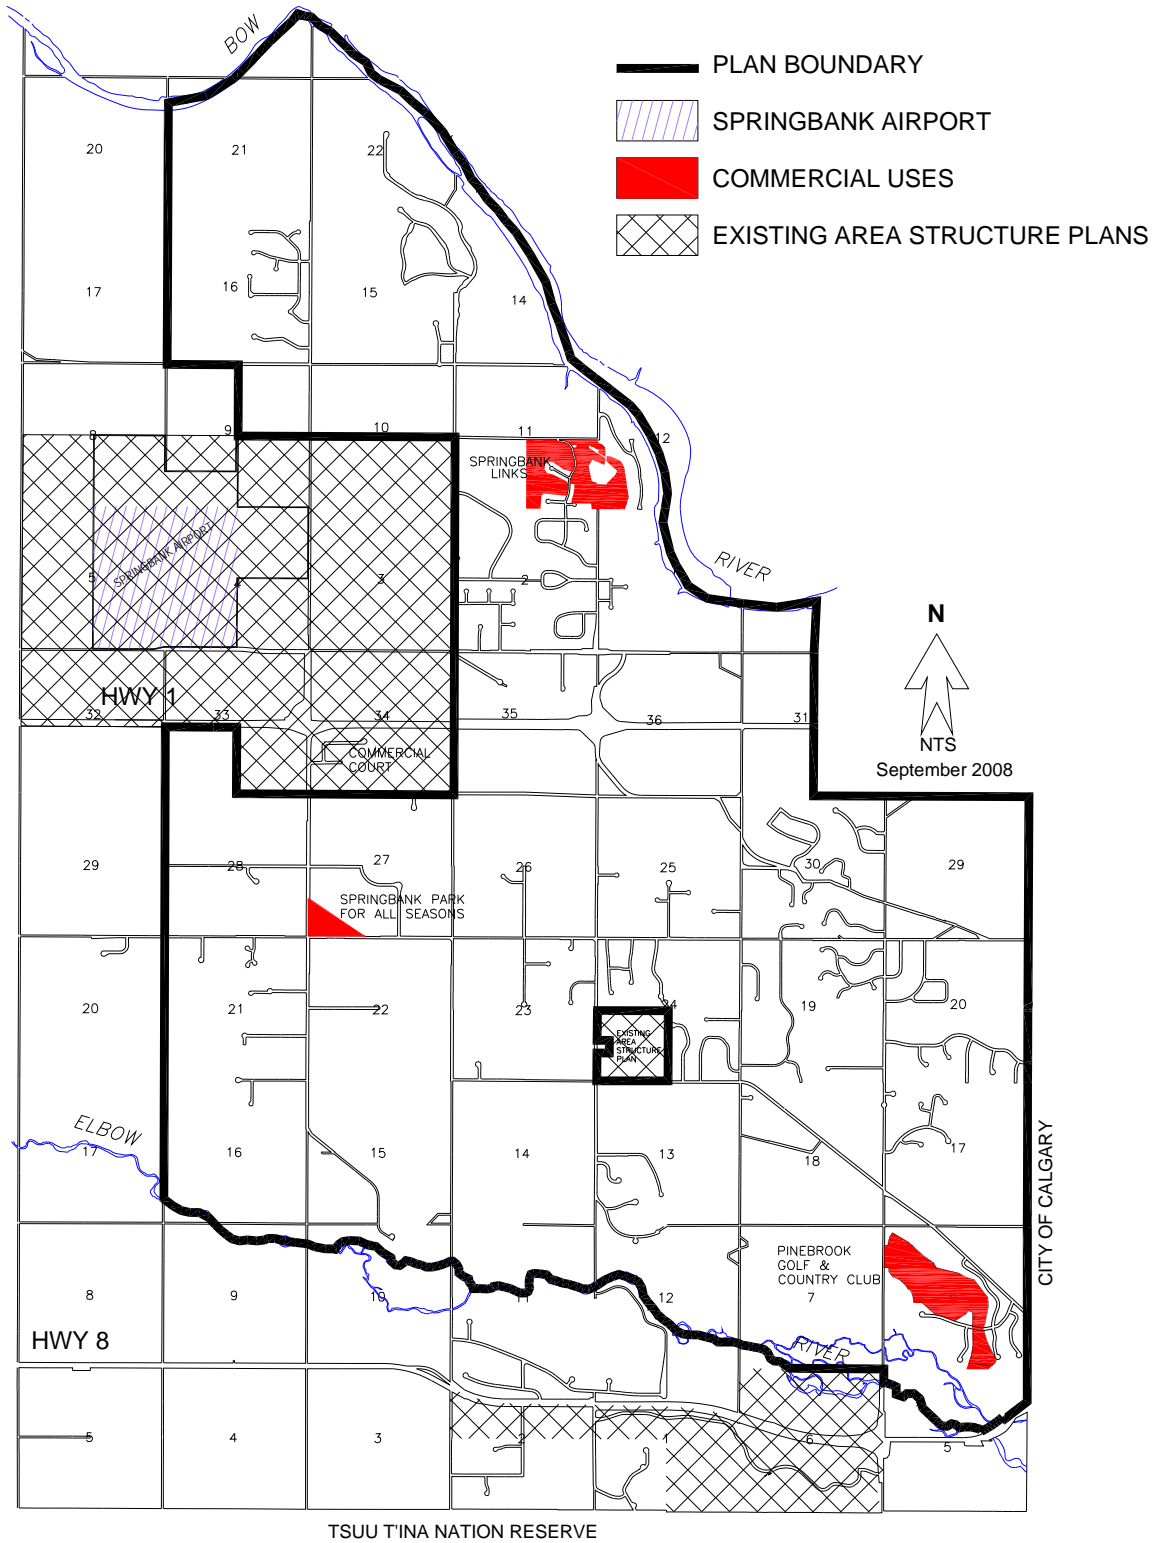 BOW
PLAN BOUNDARY
SPRINGBANK AIRPORT
COMMERCIAL USES
EXISTING AREA STRUCTURE PLANS
20
21
22
17
16
15
14
8
9
10
11
12
SPRINGBANK
LINKS
SPRINGBANK AIRPORT
5
4
3
2
RIVER
N
NTS
September 2008
HWY 1
32
33
34
35
36
31
COMMERCIAL
COURT
29
28
27
26
25
30
29
SPRINGBANK PARK
FOR ALL SEASONS
20
21
22
23
24
19
20
EXISTING
AREA
STRUCTURE
PLAN
ELBOW
17
16
15
14
13
18
17
CITY OF CALGARY
PINEBROOK
GOLF &
COUNTRY CLUB
8
9
10
11
12
7
8
HWY 8
RIVER
5
4
3
2
1
6
5
TSUU T'INA NATION RESERVE